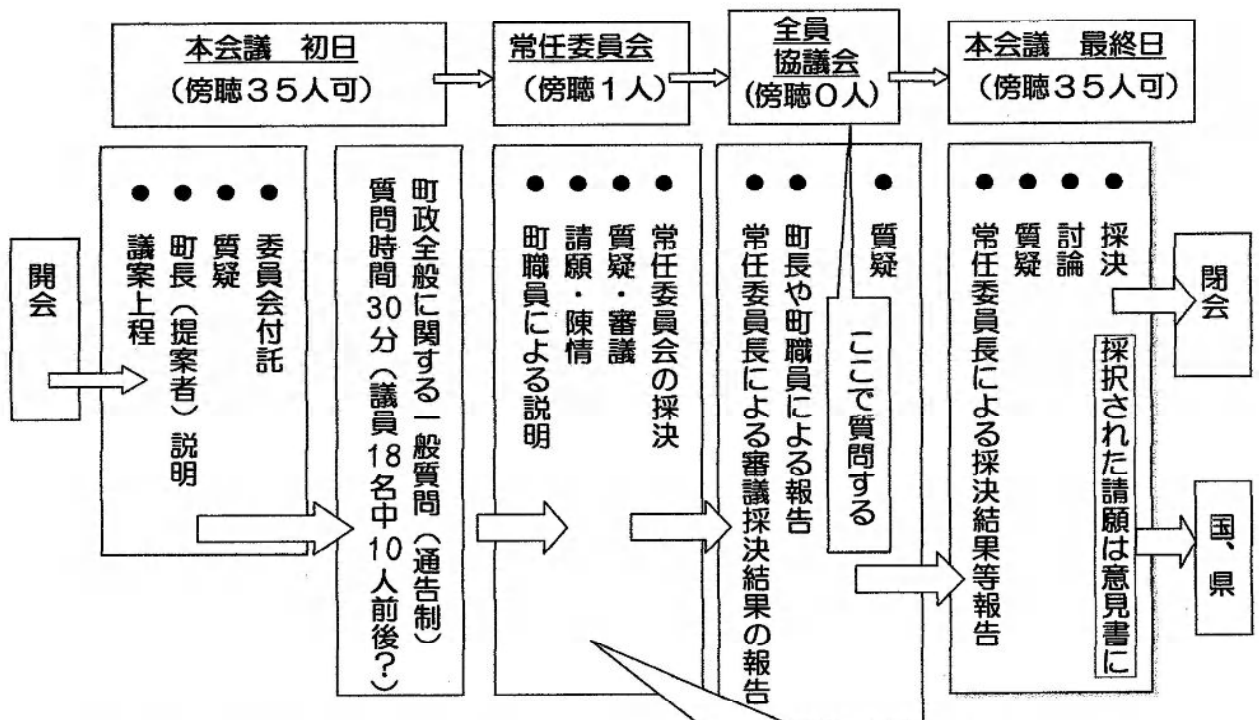 本会議 初日
(傍聴35人可)
常任委員会
(傍聴1人)
全員
協議会
(傍聴0人)
本会議 最終日
(傍聴35人可)
開会
● 議案上程
● 町長(提案者)説明
● 質疑
● 委員会付託
町政全般に関する一般質問(通告制)
質問時間30分(議員18名中10人前後?)
● 町職員による説明
● 請願・陳情
● 質疑・審議
● 常任委員会の採決
● 常任委員長による審議採決結果の報告
● 町長や町職員による報告
● 質疑
ここで質問する
● 常任委員長による採決結果等報告
● 質疑
● 討論
● 採決
採択された請願は意見書に
閉会
国、県